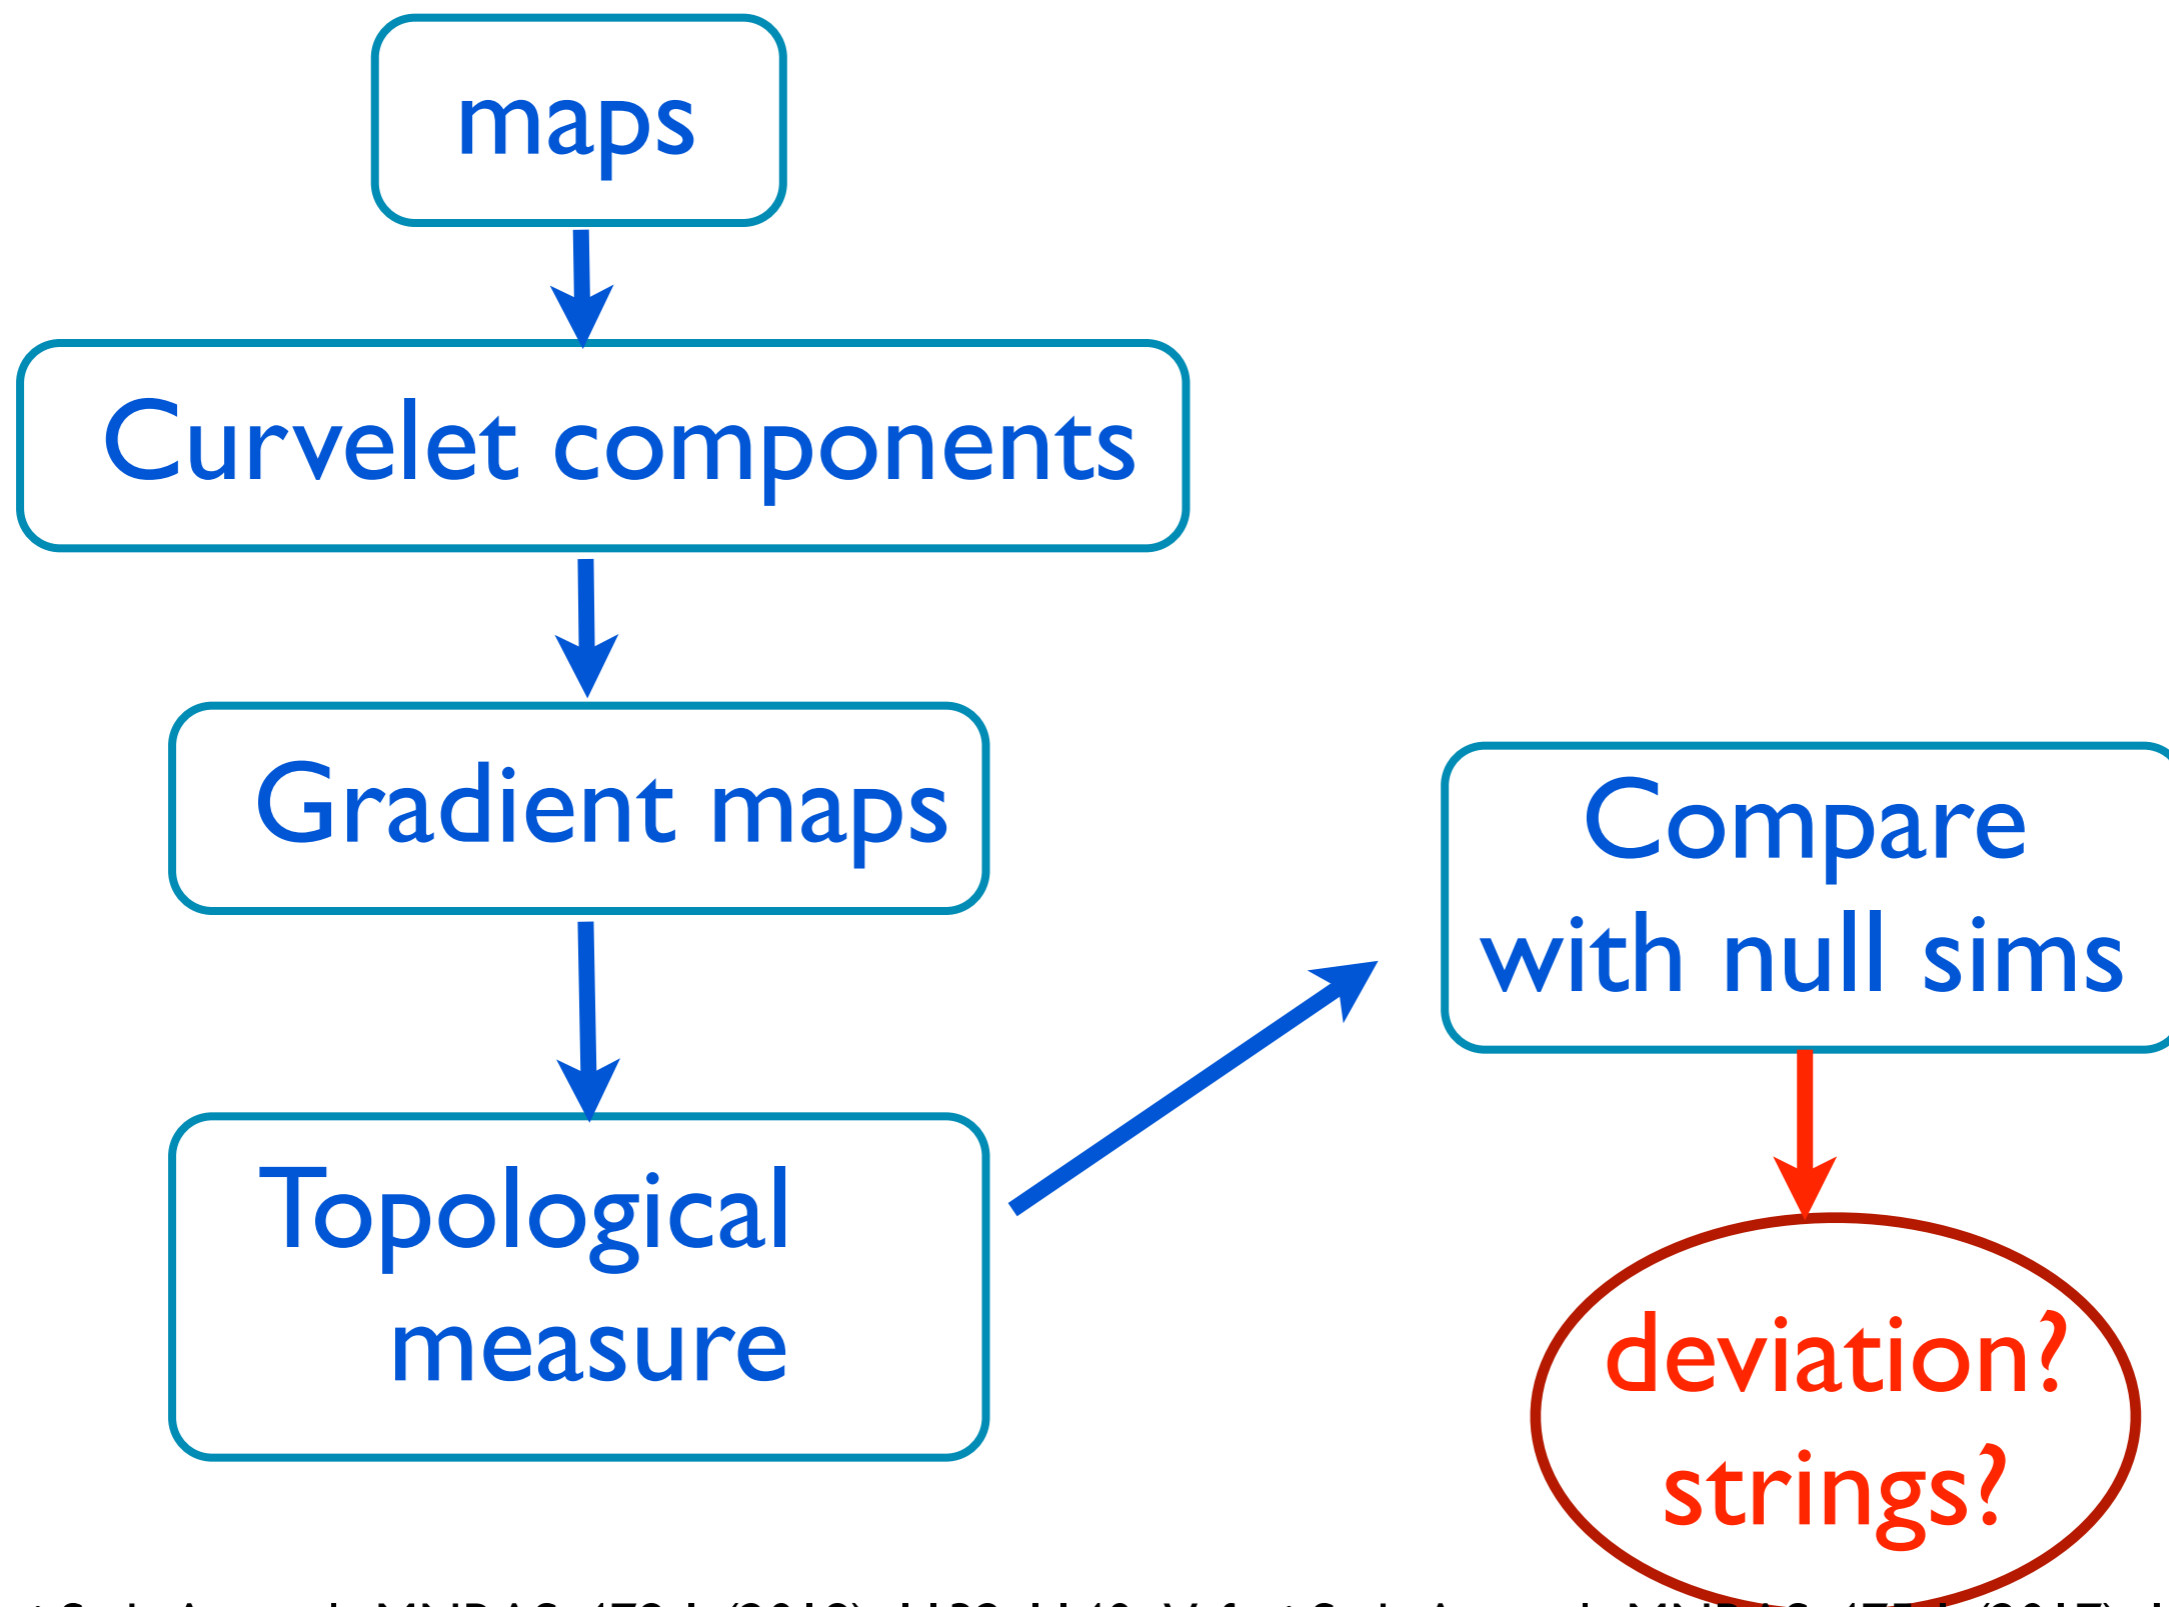 maps
Curvelet components
Gradient maps
Topological
measure
Compare
with null sims
deviation?
strings?